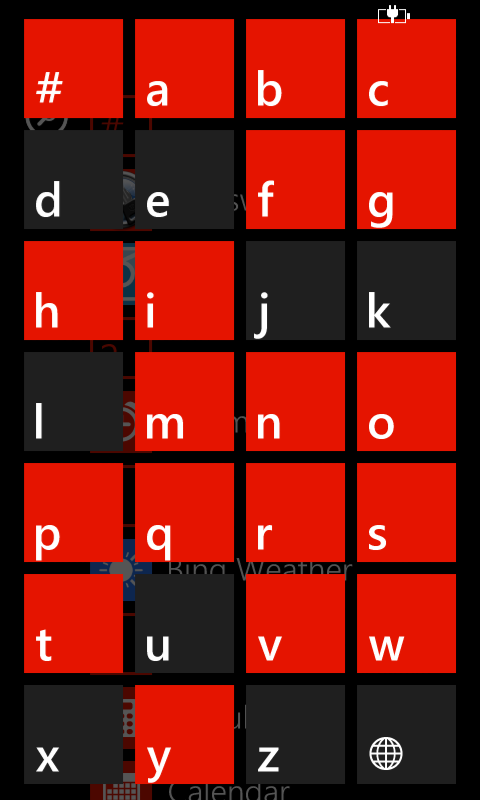 # a b c
d e f g
h i j k
l m n o
p q r s
Bing Weather
t u v w
x y z
Calendar